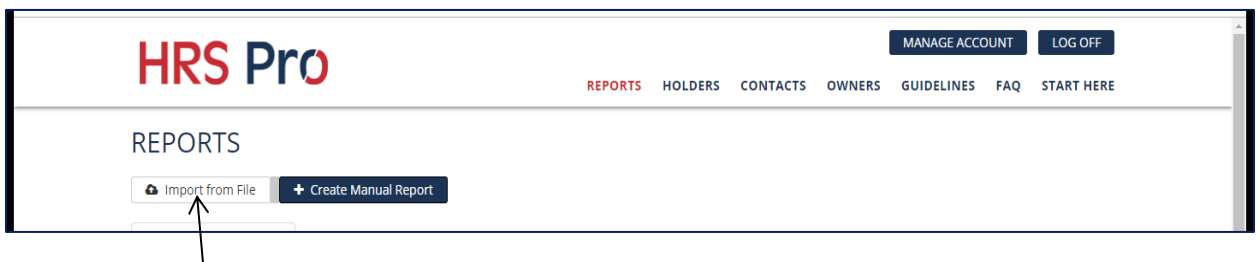 HRS Pro
MANAGE ACCOUNT LOG OFF
REPORTS HOLDERS CONTACTS OWNERS GUIDELINES FAQ START HERE
REPORTS
Import from File + Create Manual Report